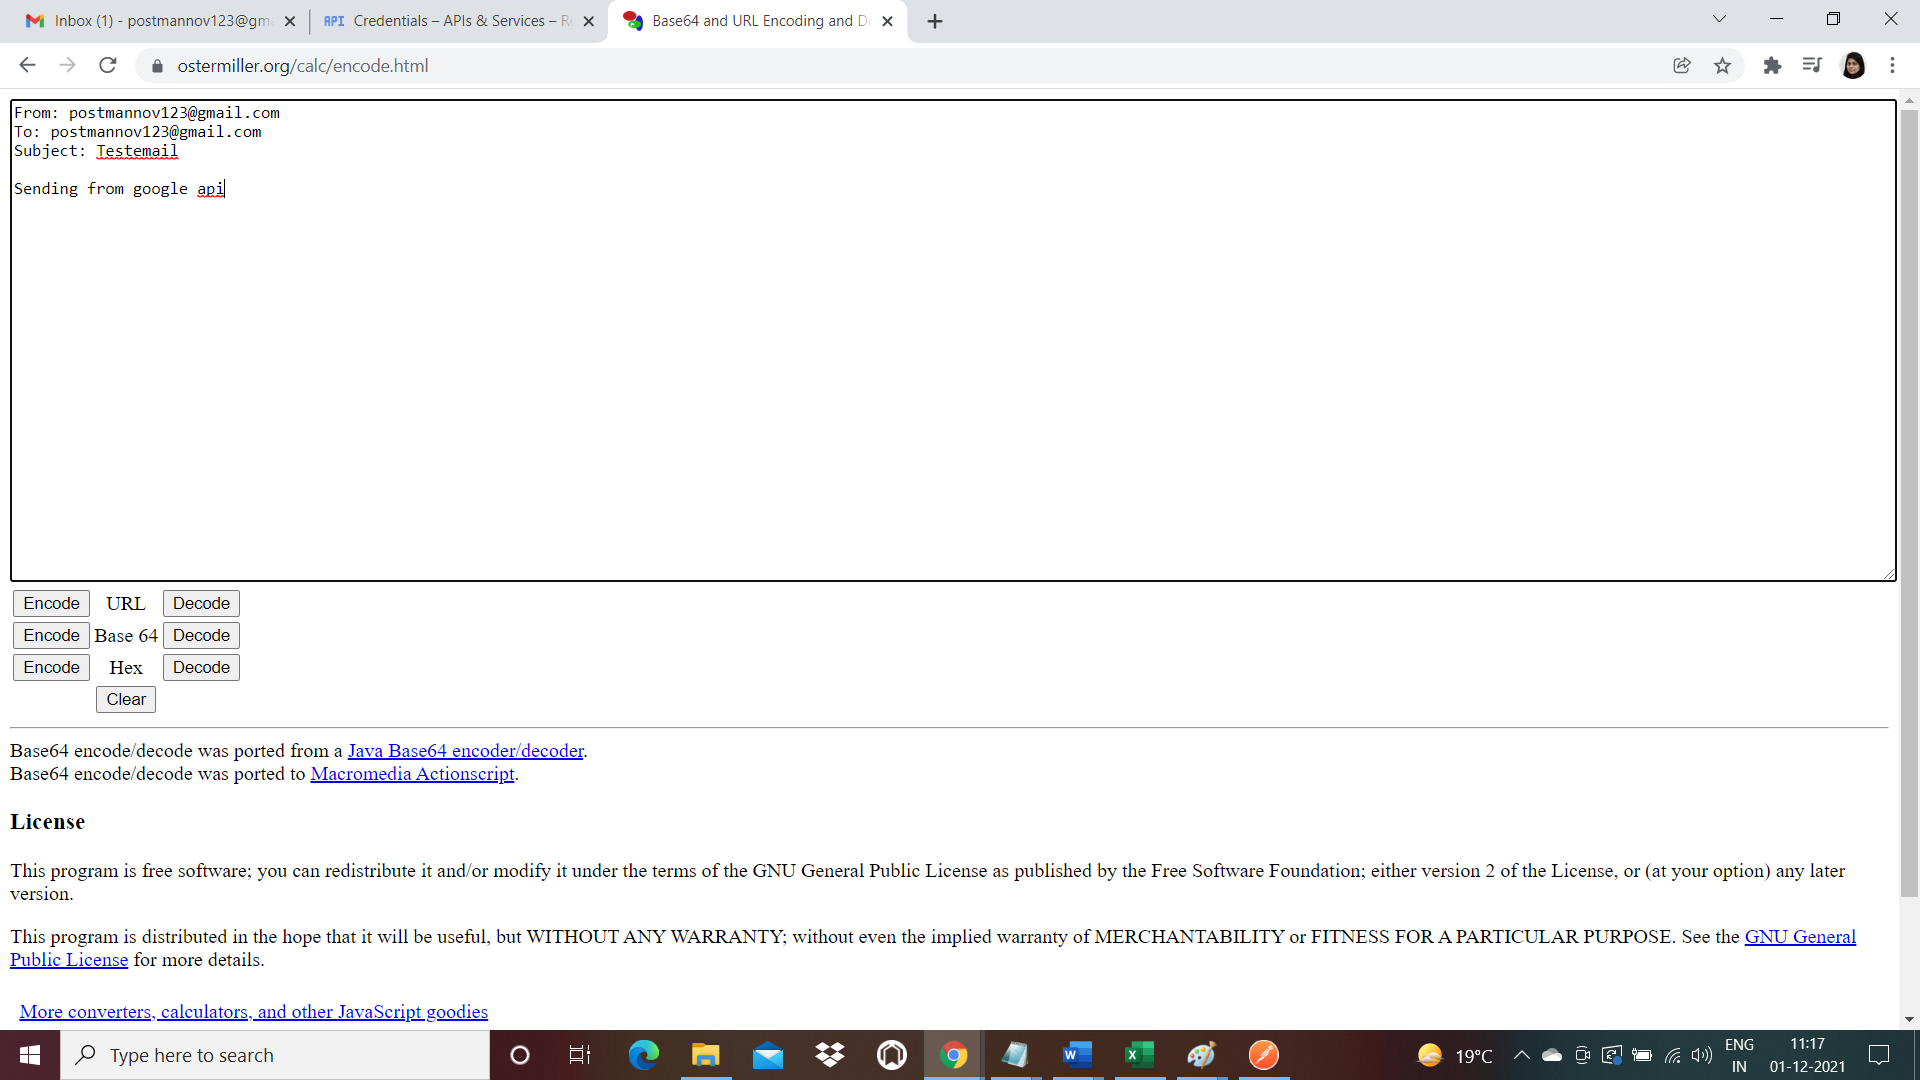 Inbox (1) - postmannov123@gm
Credentials – APIs & Services – R
Base64 and URL Encoding and D
ostermiller.org/calc/encode.html
From: postmannov123@gmail.com
To: postmannov123@gmail.com
Subject: Testemail
Sending from google api
Encode URL Decode
Encode Base 64 Decode
Encode Hex Decode
Clear
Base64 encode/decode was ported from a Java Base64 encoder/decoder.
Base64 encode/decode was ported to Macromedia Actionscript.
License
This program is free software; you can redistribute it and/or modify it under the terms of the GNU General Public License as published by the Free Software Foundation; either version 2 of the License, or (at your option) any later
version.
This program is distributed in the hope that it will be useful, but WITHOUT ANY WARRANTY; without even the implied warranty of MERCHANTABILITY or FITNESS FOR A PARTICULAR PURPOSE. See the GNU General
Public License for more details.
More converters, calculators, and other JavaScript goodies
Type here to search
19°C
ENG
IN
11:17
01-12-2021